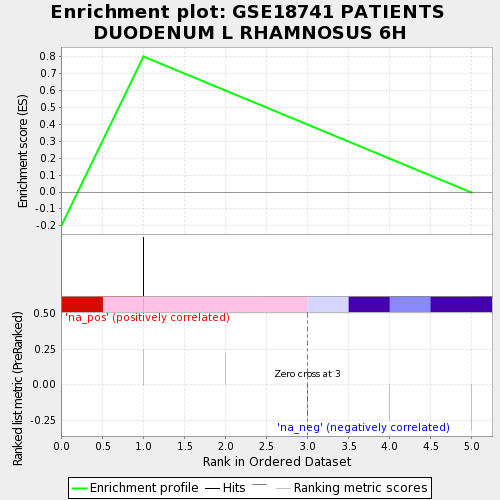 Enrichment plot: GSE18741 PATIENTS
DUODENUM L RHAMNOSUS 6H
Enrichment score (ES)
0.8
0.7
0.6
0.5
0.4
0.3
0.2
0.1
0.0
-0.1
-0.2
Ranked list metric (PreRanked)
0.50
0.25
0.00
-0.25
'na_pos' (positively correlated)
Zero cross at 3
'na_neg' (negatively correlated)
0.0 0.5 1.0 1.5 2.0 2.5 3.0 3.5 4.0 4.5 5.0
Rank in Ordered Dataset
Enrichment profile Hits Ranking metric scores